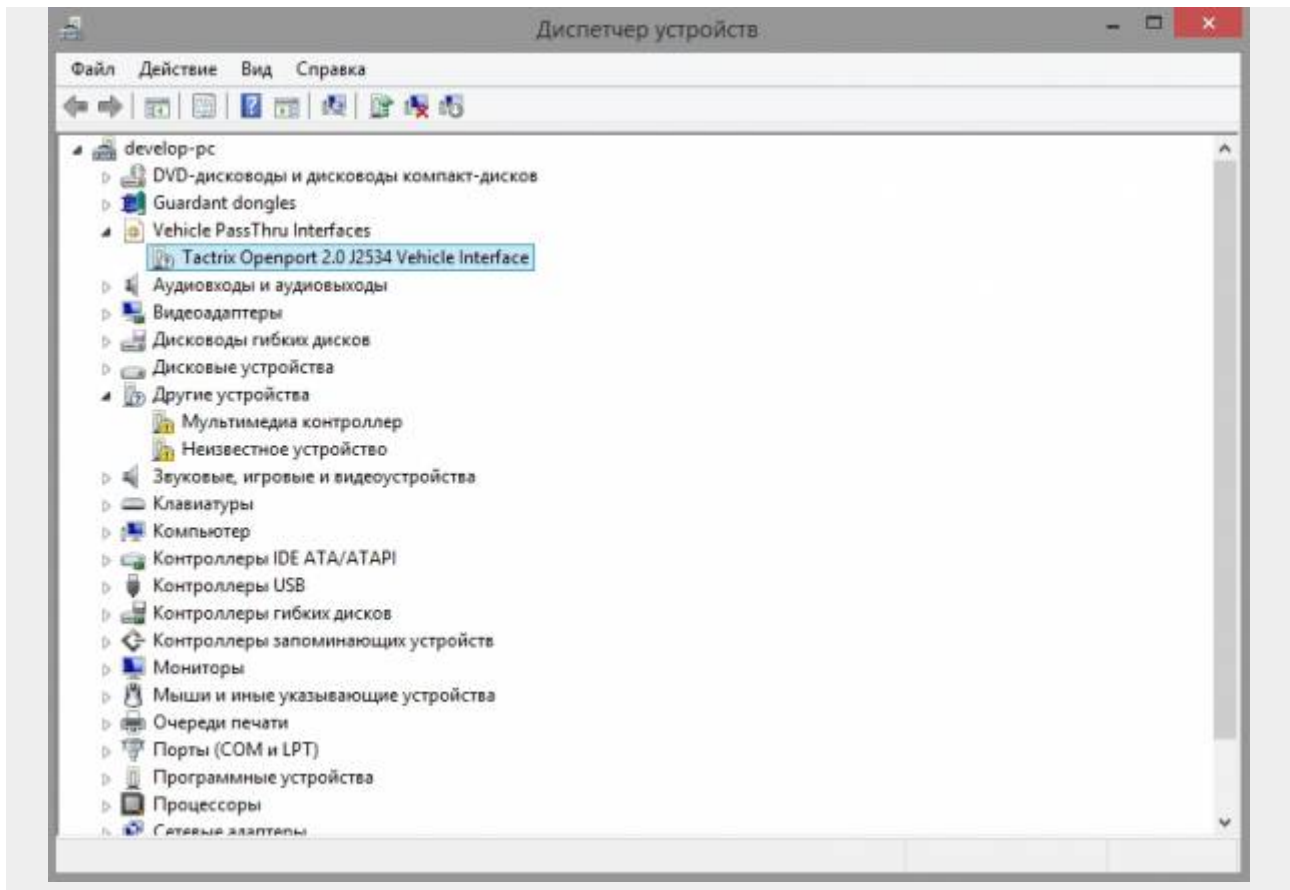 Диспетчер устройств
Файл Действие Вид Справка
develop-pc
DVD-дисководы и дисководы компакт-дисков
Guardant dongles
Vehicle PassThru Interfaces
Tactrix Openport 2.0 J2534 Vehicle Interface
Аудиовходы и аудиовыходы
Видеоадаптеры
Дисководы гибких дисков
Дисковые устройства
Другие устройства
Мультимедиа контроллер
Неизвестное устройство
Звуковые, игровые и видеоустройства
Клавиатуры
Компьютер
Контроллеры IDE ATA/ATAPI
Контроллеры USB
Контроллеры гибких дисков
Контроллеры запоминающих устройств
Мониторы
Мыши и иные указывающие устройства
Очереди печати
Порты (COM и LPT)
Программные устройства
Процессоры
Сетевые адаптеры